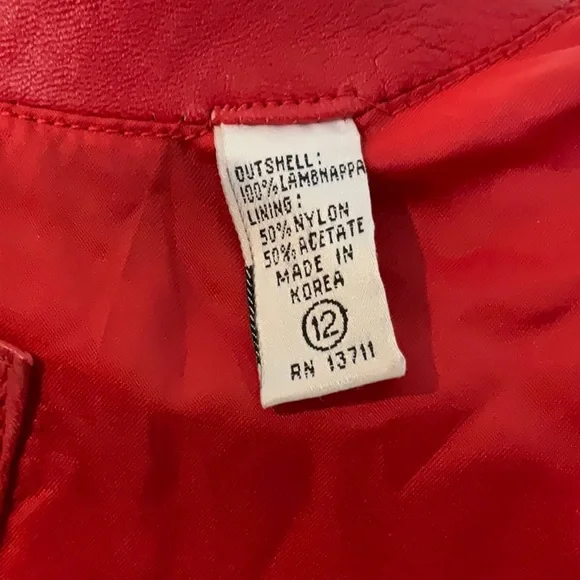 OUTSHELL:
100% LAMBNAPPA
LINING:
50% NYLON
50% ACETATE
MADE IN
KOREA
12
RN 13711